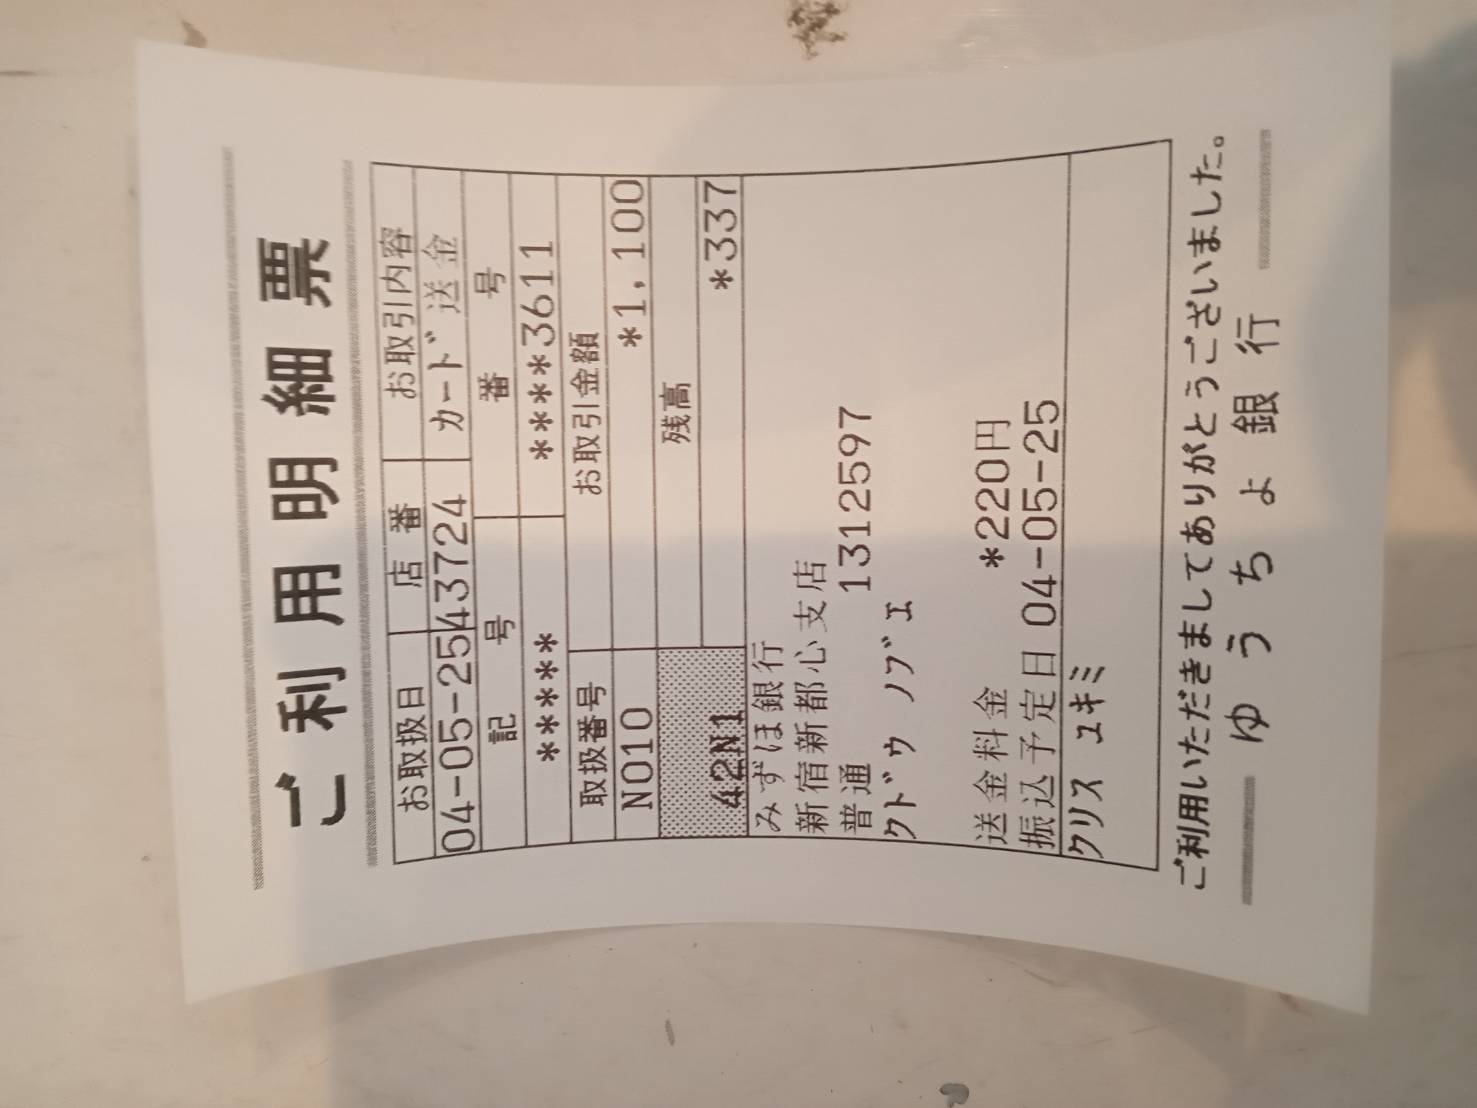 ご利用明細票
お取扱日 店番 お取引内容
04-05-25 43724 カード送金
記号 番号
***** ****3611
取扱番号 お取引金額
N010 *1,100
残高
42N1 *337
みずほ銀行
新宿新都心支店
普通 1312597
クドウ ノブエ
送金料金 *220円
振込予定日 04-05-25
クリス ユキミ
ご利用いただきましてありがとうございました。
ゆうちょ銀行